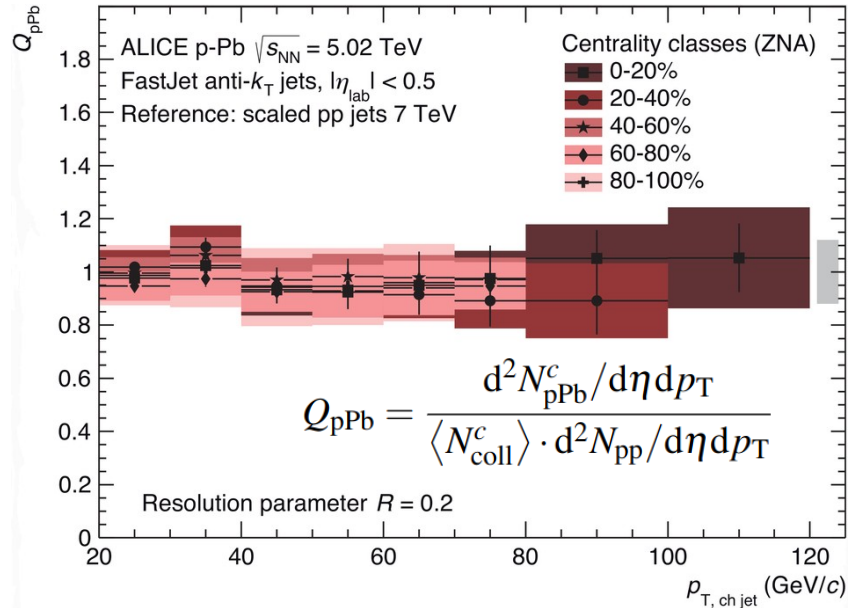 Q_pPb
ALICE p-Pb √s_NN = 5.02 TeV
FastJet anti-k_T jets, |η_lab| < 0.5
Reference: scaled pp jets 7 TeV
Centrality classes (ZNA)
0-20%
20-40%
40-60%
60-80%
80-100%
2
1.8
1.6
1.4
1.2
1
0.8
0.6
0.4
0.2
0
Q_pPb = d²N^c_pPb/dηdp_T / ⟨N^c_coll⟩ · d²N_pp/dηdp_T
Resolution parameter R = 0.2
20 40 60 80 100 120
p_T, ch jet (GeV/c)